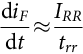 di_F/dt ≈ I_RR/t_rr